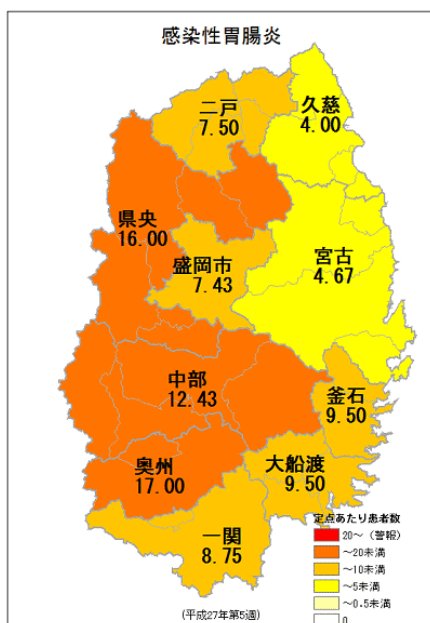 感染性胃腸炎
二戸
7.50
久慈
4.00
県央
16.00
盛岡市
7.43
宮古
4.67
中部
12.43
釜石
9.50
奥州
17.00
大船渡
9.50
一関
8.75
定点あたり患者数
20～（警報）
～20未満
～10未満
～5未満
～0.5未満
0
(平成27年第5週)